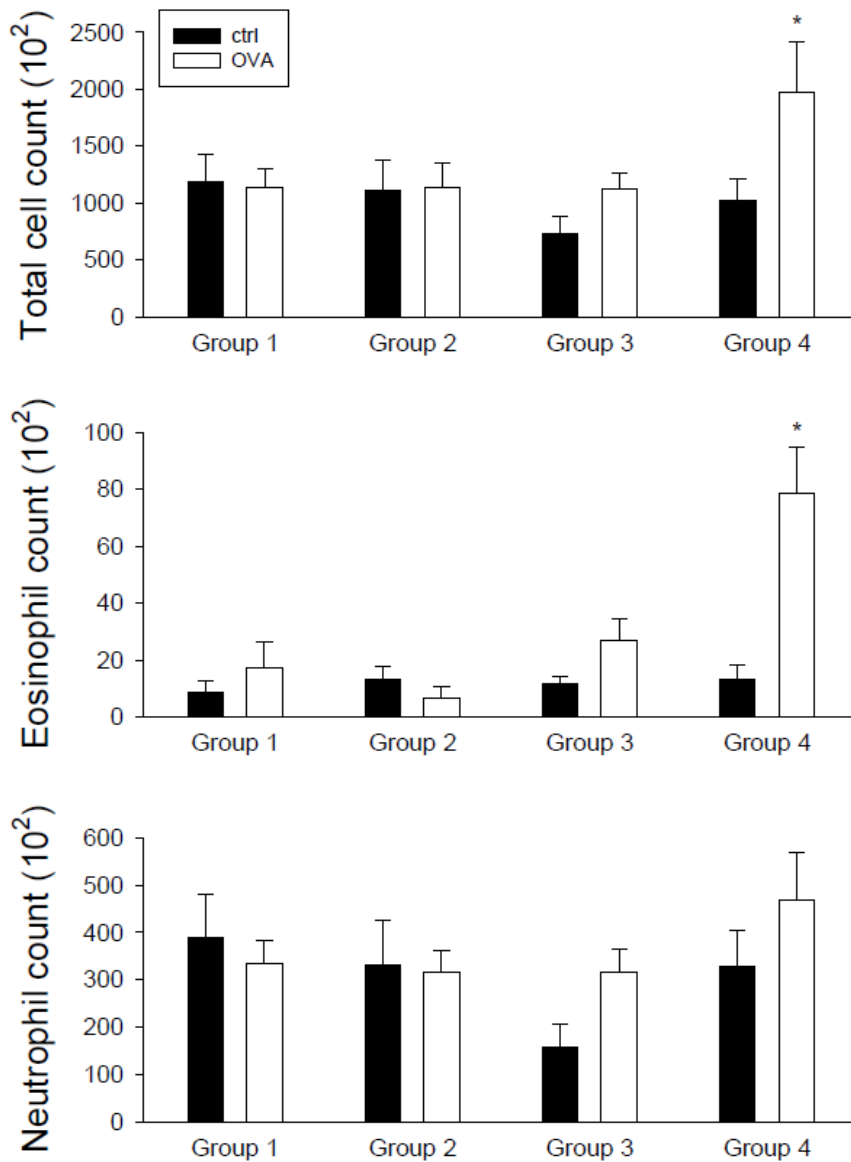 ctrl
OVA
Total cell count (10²)
2500
2000
1500
1000
500
0
*
Group 1 Group 2 Group 3 Group 4
Eosinophil count (10²)
100
80
60
40
20
0
*
Group 1 Group 2 Group 3 Group 4
Neutrophil count (10²)
600
500
400
300
200
100
0
Group 1 Group 2 Group 3 Group 4